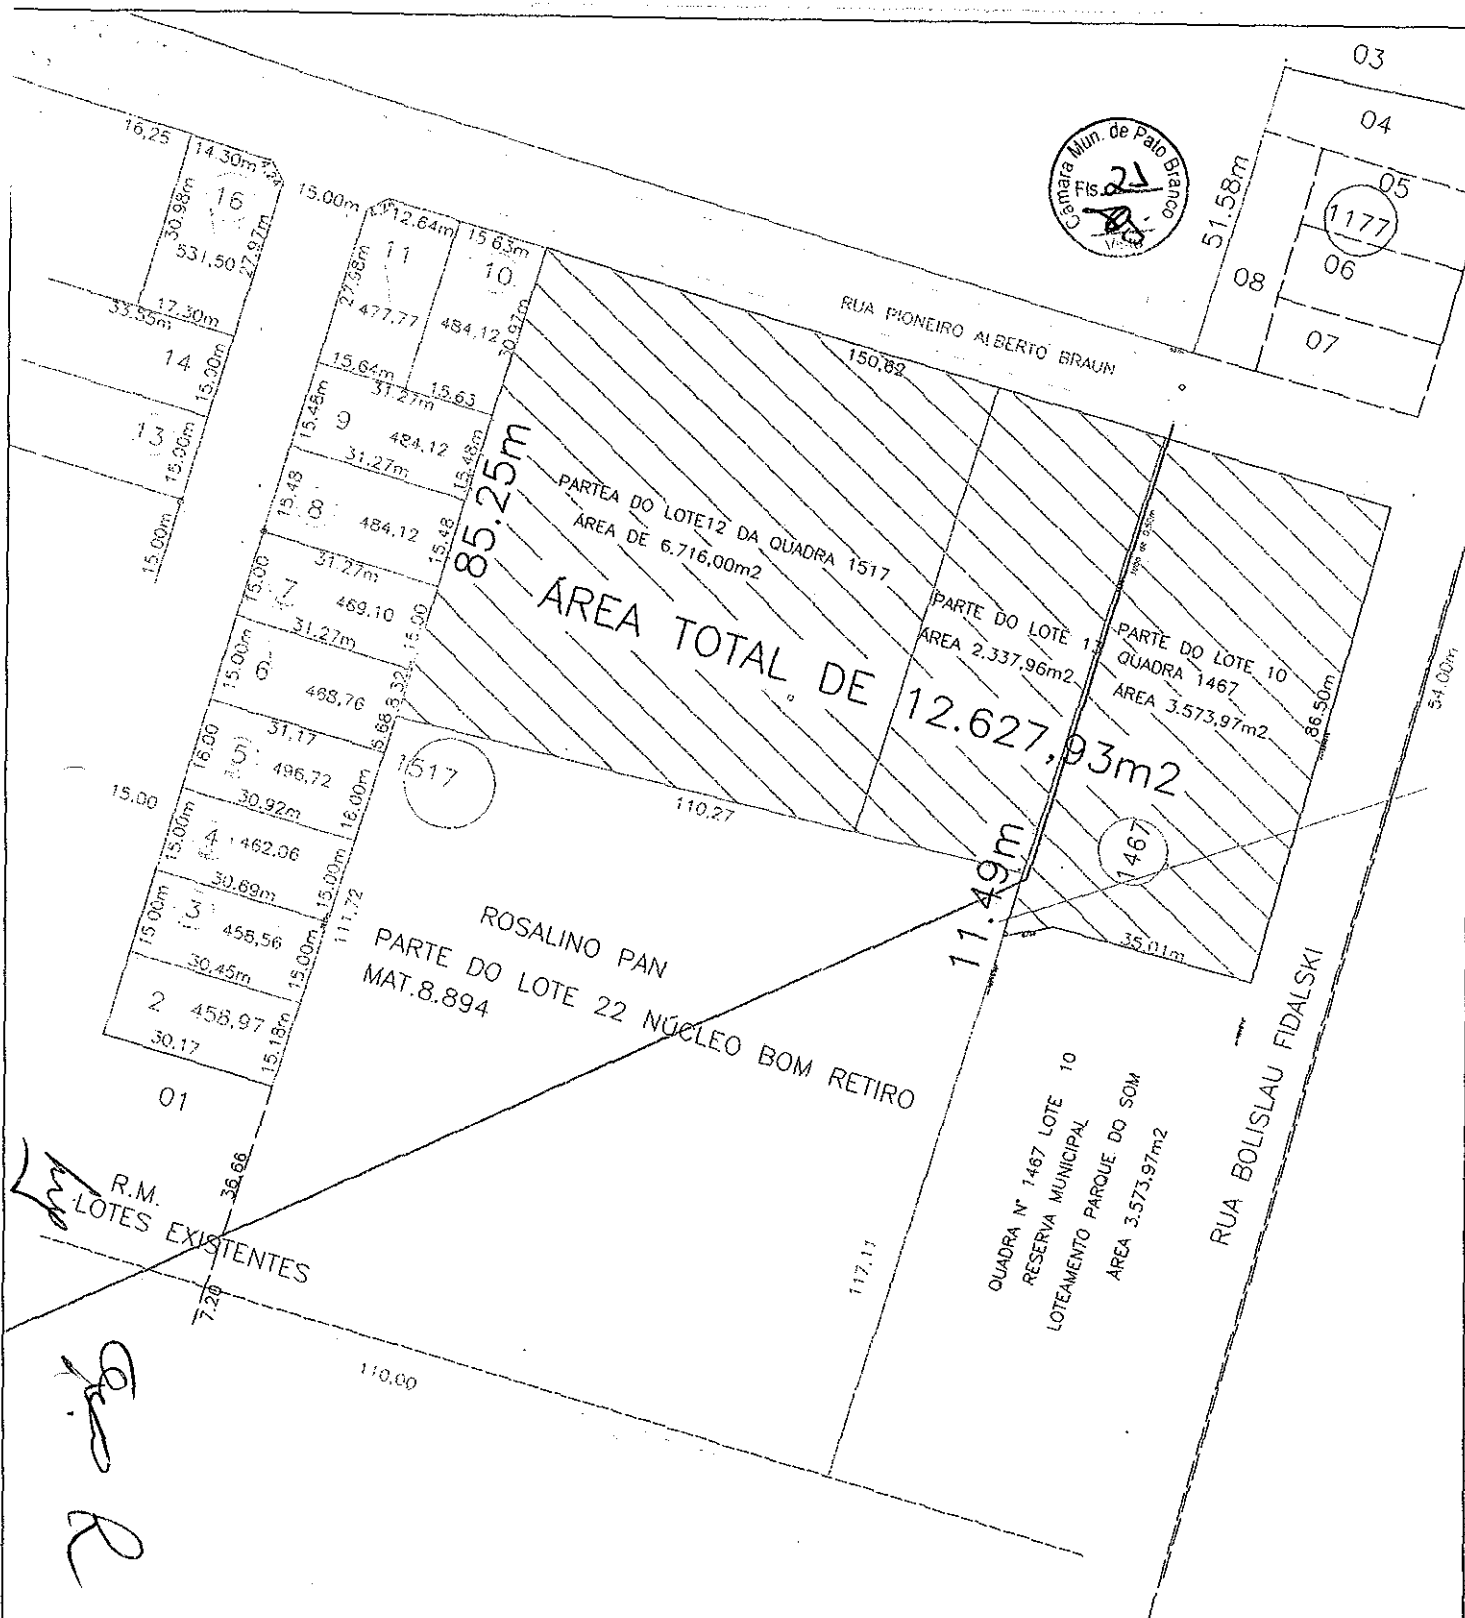 03
04
05
1177
06
08
07
51.58m
Câmara Mun. de Pato Branco
Fls. 21
16,25
14.30m
16
30.98m
531,50
27.97m
17.30m
33.55m
14
15.00m
13
15.00m
15.00m
15.00m
12.64m
15.63m
11
10
477.77
484,12
30.97m
15.64m
15.63
31.27m
15.48m
9
484.12
15.48m
31.27m
15.48
8
484.12
15.48
31.27m
15.00
7
469.10
15.00
31.27m
15.00m
6
468,76
8.32
5.68
31.17
16.00
5
496,72
16.00m
30.92m
15.00m
4
462.06
15.00m
30.69m
15.00m
3
458,56
15.00m
30.45m
2
458,97
15.18m
30.17
01
15.00
RUA PIONEIRO ALBERTO BRAUN
150,62
85.25m
PARTEA DO LOTE12 DA QUADRA 1517
ÁREA DE 6.716,00m2
ÁREA TOTAL DE 12.627,93m2
PARTE DO LOTE 13
AREA 2.337,96m2
PARTE DO LOTE 10
QUADRA 1467
ÁREA 3.573,97m2
86.50m
54.00m
1517
110,27
1467
11.49m
35.01m
111.72
ROSALINO PAN
PARTE DO LOTE 22 NÚCLEO BOM RETIRO
MAT.8.894
RUA BOLISLAU FIDALSKI
QUADRA N° 1467 LOTE 10
RESERVA MUNICIPAL
LOTEAMENTO PARQUE DO SOM
ÁREA 3.573,97m2
117.11
R.M.
LOTES EXISTENTES
36.66
7.20
110,00